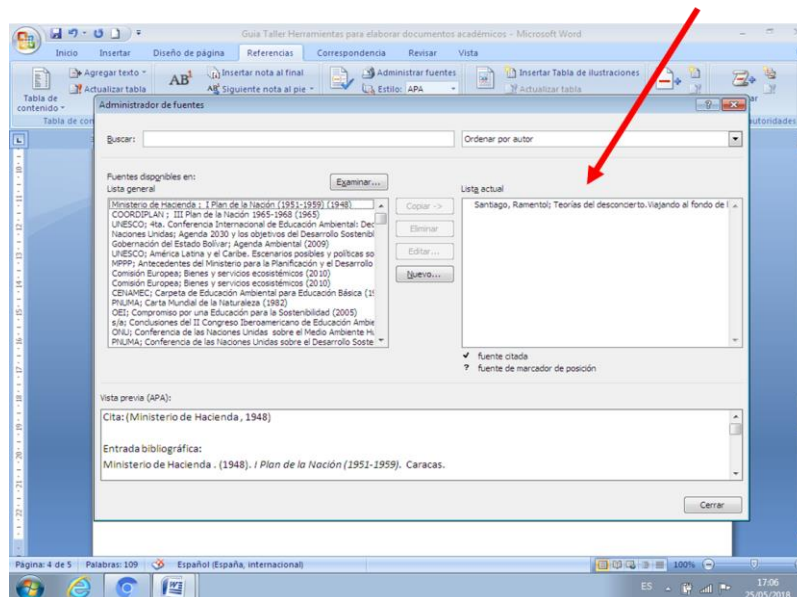 Guia Taller Herramientas para elaborar documentos académicos - Microsoft Word
Inicio Insertar Diseño de página Referencias Correspondencia Revisar Vista
Agregar texto
Insertar nota al final
Administrar fuentes
Insertar Tabla de ilustraciones
Actualizar tabla
AB¹
Siguiente nota al pie
Estilo: APA
Actualizar tabla
Tabla de contenido
Tabla de con
autoridades
Administrador de fuentes
Buscar:
Ordenar por autor
Fuentes disponibles en:
Lista general
Examinar...
Lista actual
Ministerio de Hacienda ; I Plan de la Nación (1951-1959) (1948)
COORDIPLAN ; III Plan de la Nación 1965-1968 (1965)
UNESCO; 4ta. Conferencia Internacional de Educación Ambiental: Dec
Naciones Unidas; Agenda 2030 y los objetivos del Desarrollo Sostenibl
Gobernación del Estado Bolívar; Agenda Ambiental (2009)
UNESCO; América Latina y el Caribe. Escenarios posibles y políticas so
MPPP; Antecedentes del Ministerio para la Planificación y el Desarrollo
Comisión Europea; Bienes y servicios ecosistémicos (2010)
Comisión Europea; Bienes y servicios ecosistémicos (2010)
CENAMEC; Carpeta de Educación Ambiental para Educación Básica (19
PNUMA; Carta Mundial de la Naturaleza (1982)
OEI; Compromiso por una Educación para la Sostenibilidad (2005)
s/a; Conclusiones del II Congreso Iberoamericano de Educación Ambie
ONU; Conferencia de las Naciones Unidas sobre el Medio Ambiente Hu
PNUMA; Conferencia de las Naciones Unidas sobre el Desarrollo Soste
Copiar ->
Eliminar
Editar...
Nuevo...
Santiago, Ramentol; Teorías del desconcierto.Viajando al fondo de l
fuente citada
? fuente de marcador de posición
Vista previa (APA):
Cita: (Ministerio de Hacienda , 1948)
Entrada bibliográfica:
Ministerio de Hacienda . (1948). I Plan de la Nación (1951-1959). Caracas.
Cerrar
Página: 4 de 5 Palabras: 109 Español (España, internacional) 100%
ES 17:06
25/05/2018